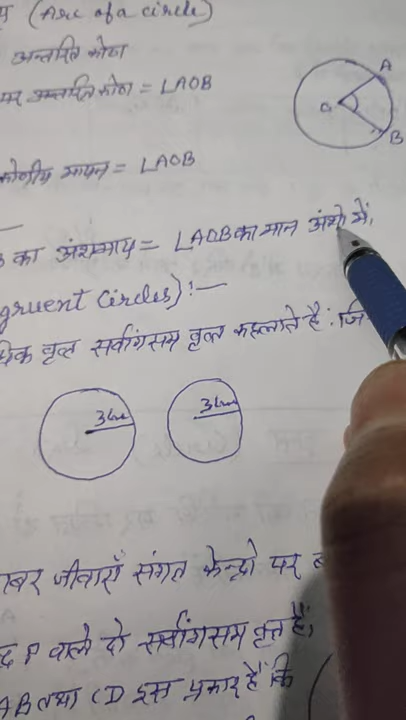 (Arc of a circle)
अन्तरित कोण
पर अन्तरित कोण = ∠AOB
A
O
B
कोणीय मापन = ∠AOB
का अंशमाप = ∠AOB का मान अंशो में,
gruent Circles) :-
धिक वृत्त सर्वांगसम वृत्त कहलाते है : जि
3cm
3cm
बर जीवाएँ संगत केन्द्रो पर ब
P वाले दो सर्वांगसम वृत्त हैं,
AB तथा CD इस प्रकार है कि